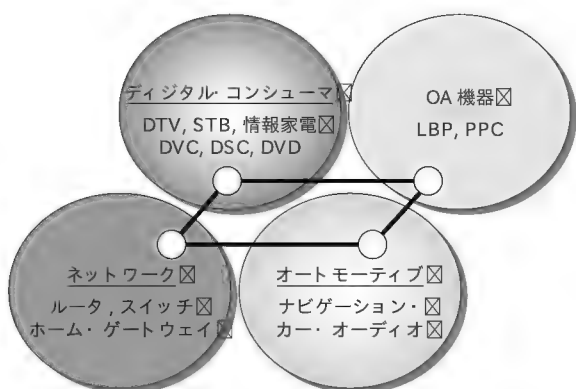 ディジタル・コンシューマ
DTV, STB, 情報家電
DVC, DSC, DVD
OA 機器
LBP, PPC
ネットワーク
ルータ , スイッチ
ホーム・ゲートウェイ
オートモーティブ
ナビゲーション・
カー・オーディオ